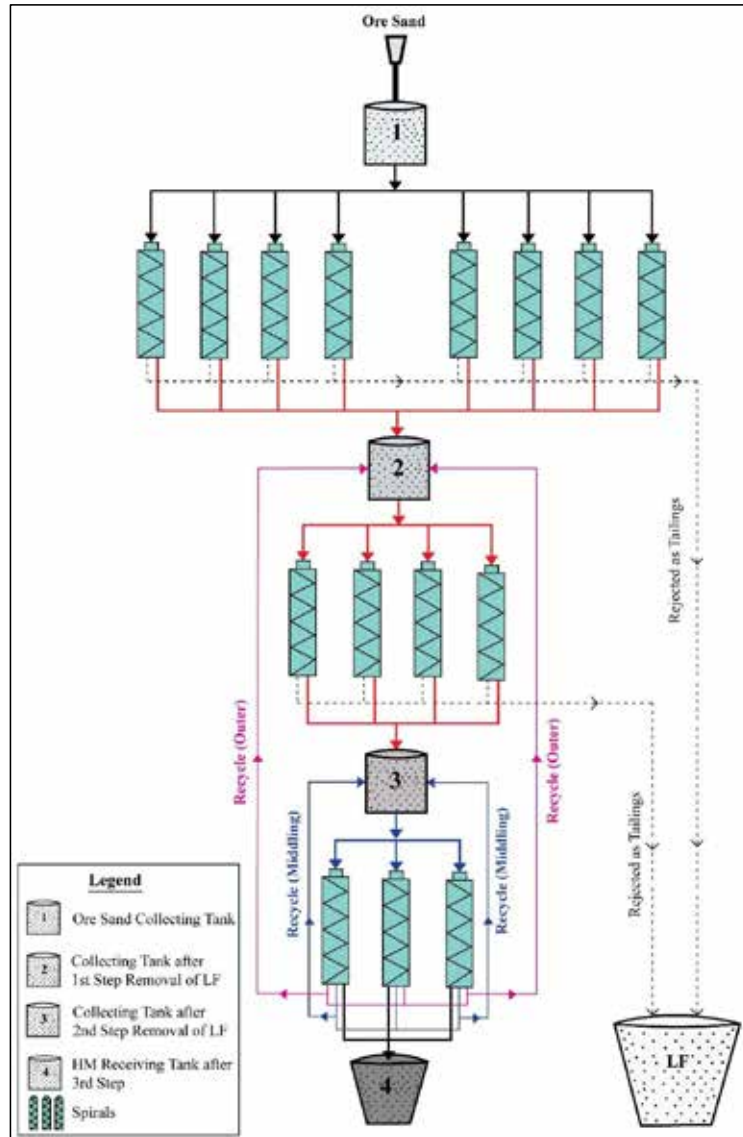 Ore Sand
1
2
Rejected as Tailings
Recycle (Outer)
Recycle (Outer)
3
Recycle (Middling)
Recycle (Middling)
Rejected as Tailings
4
LF
Legend
1 Ore Sand Collecting Tank
2 Collecting Tank after
1st Step Removal of LF
3 Collecting Tank after
2nd Step Removal of LF
4 HM Receiving Tank after
3rd Step
Spirals